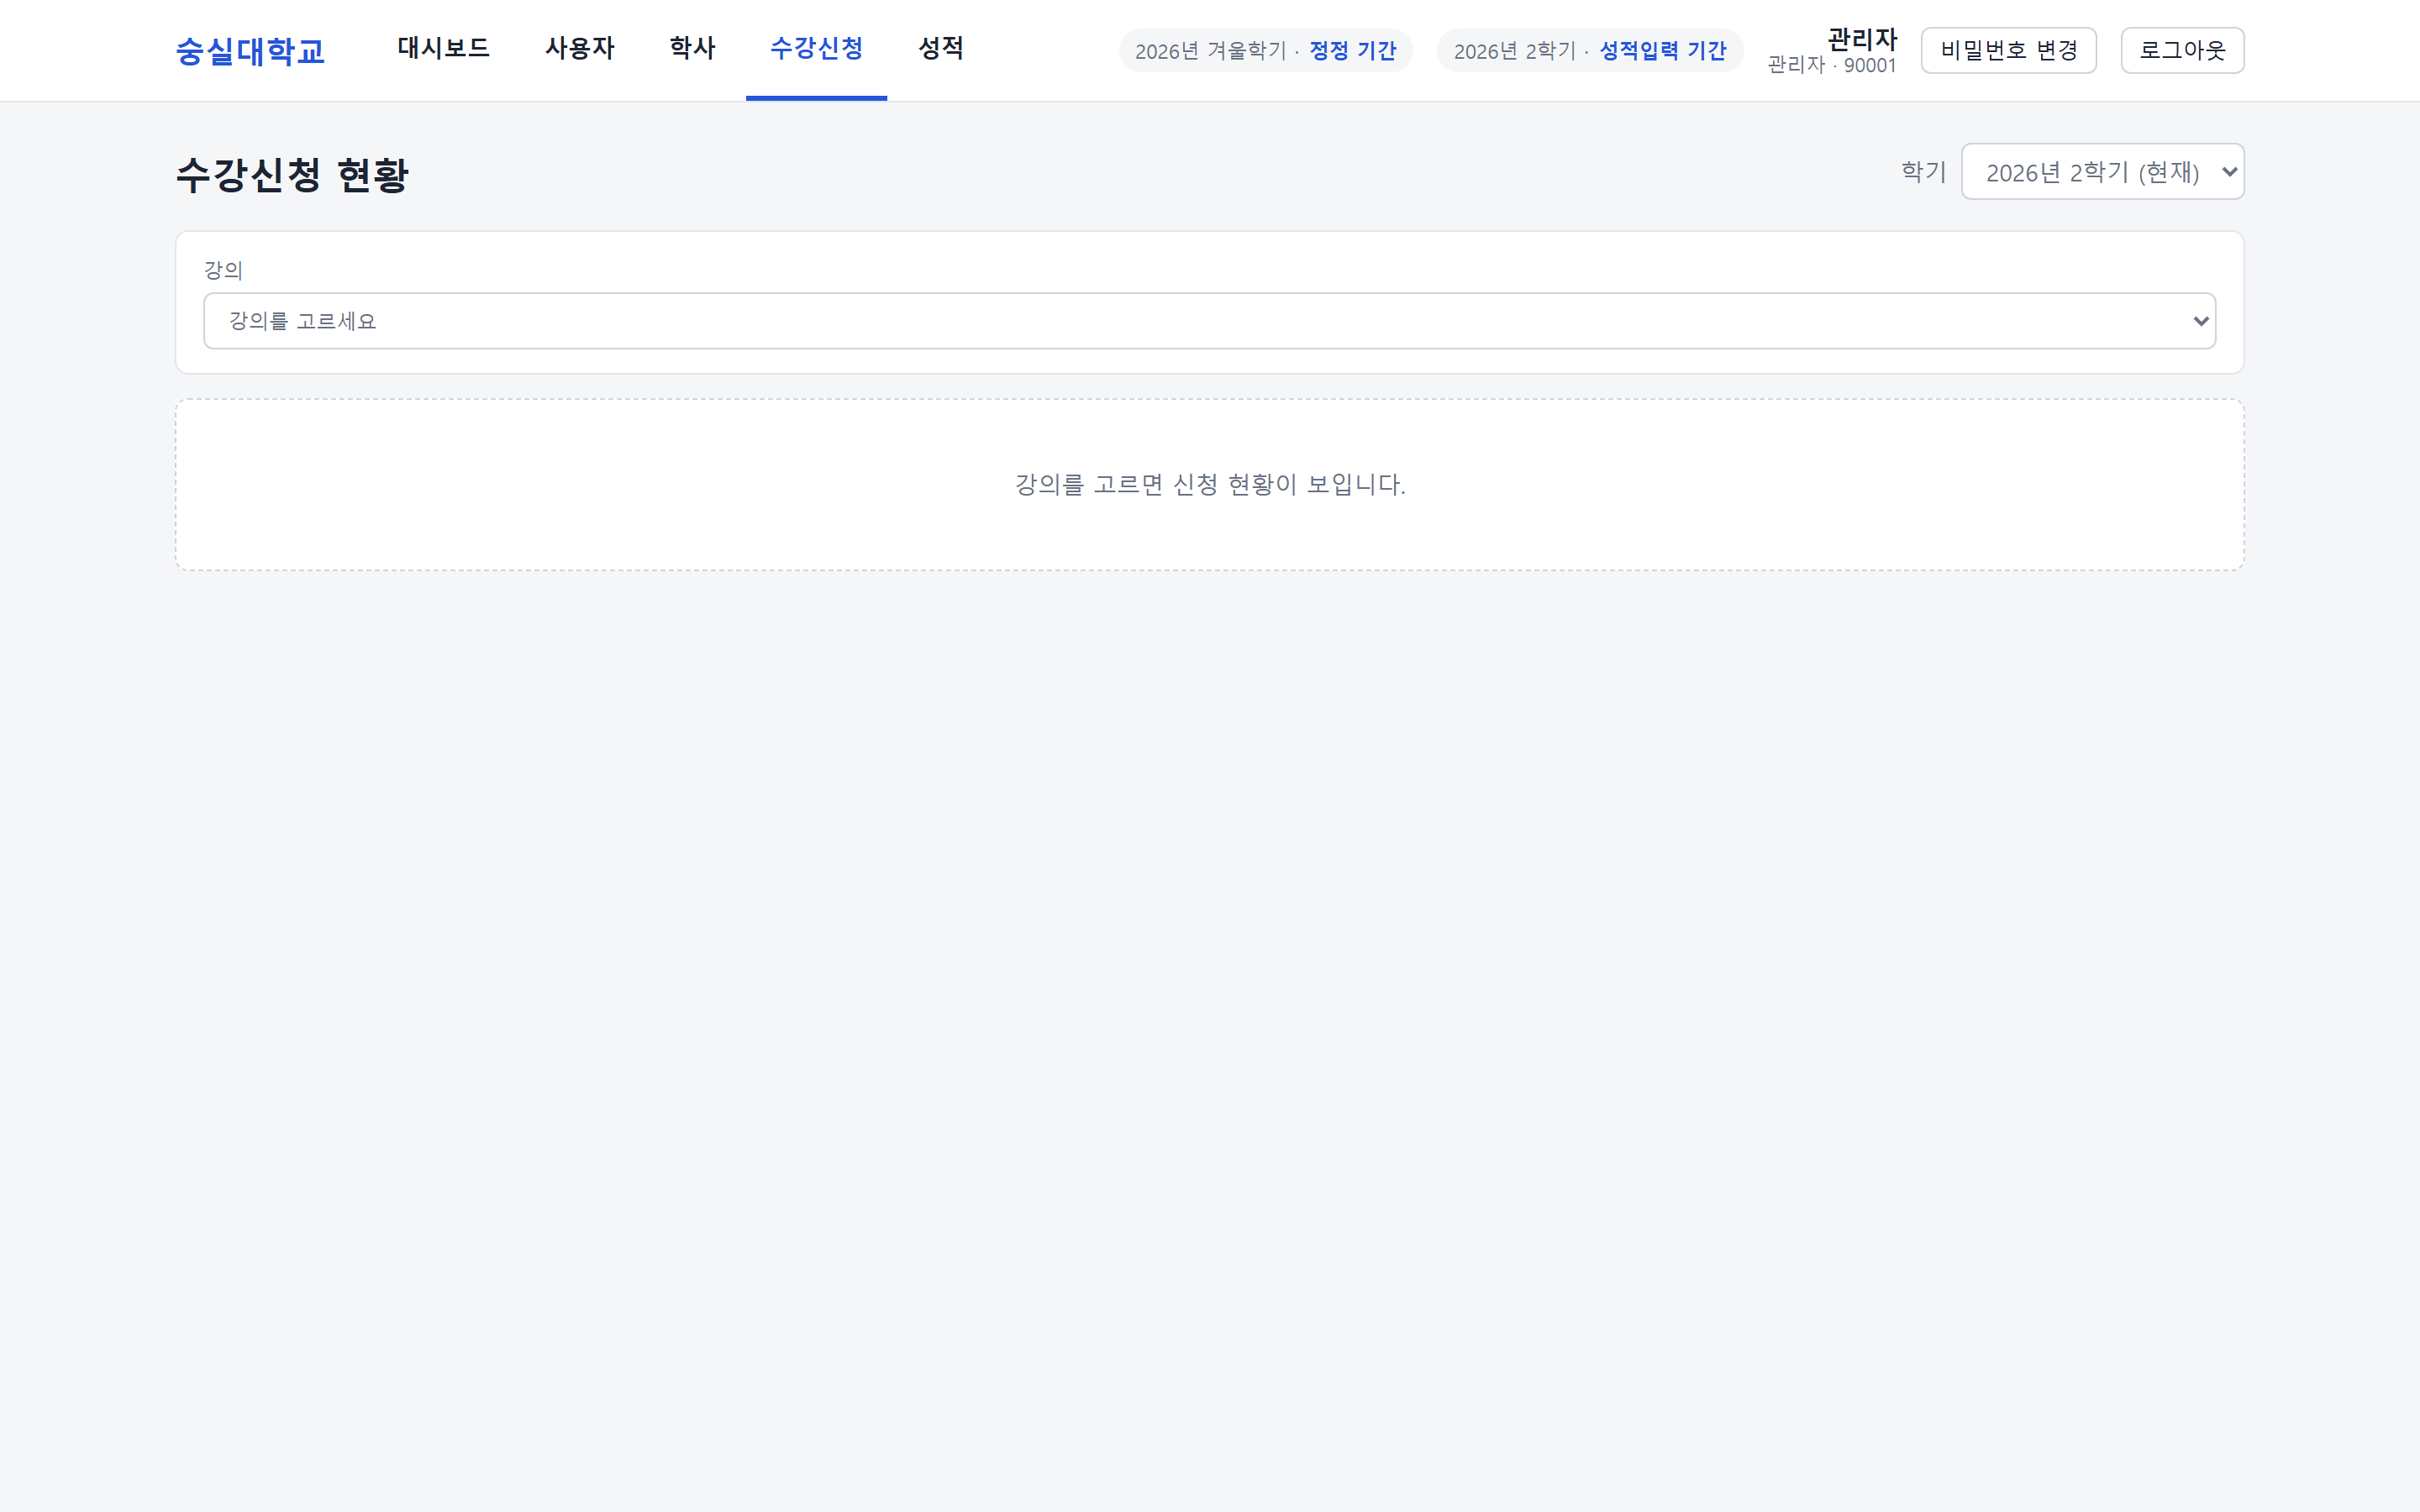 숭실대학교
대시보드 사용자 학사 수강신청 성적
2026년 겨울학기 · 정정 기간
2026년 2학기 · 성적입력 기간
관리자
관리자 · 90001
비밀번호 변경
로그아웃
수강신청 현황
학기 2026년 2학기 (현재)
강의
강의를 고르세요
강의를 고르면 신청 현황이 보입니다.